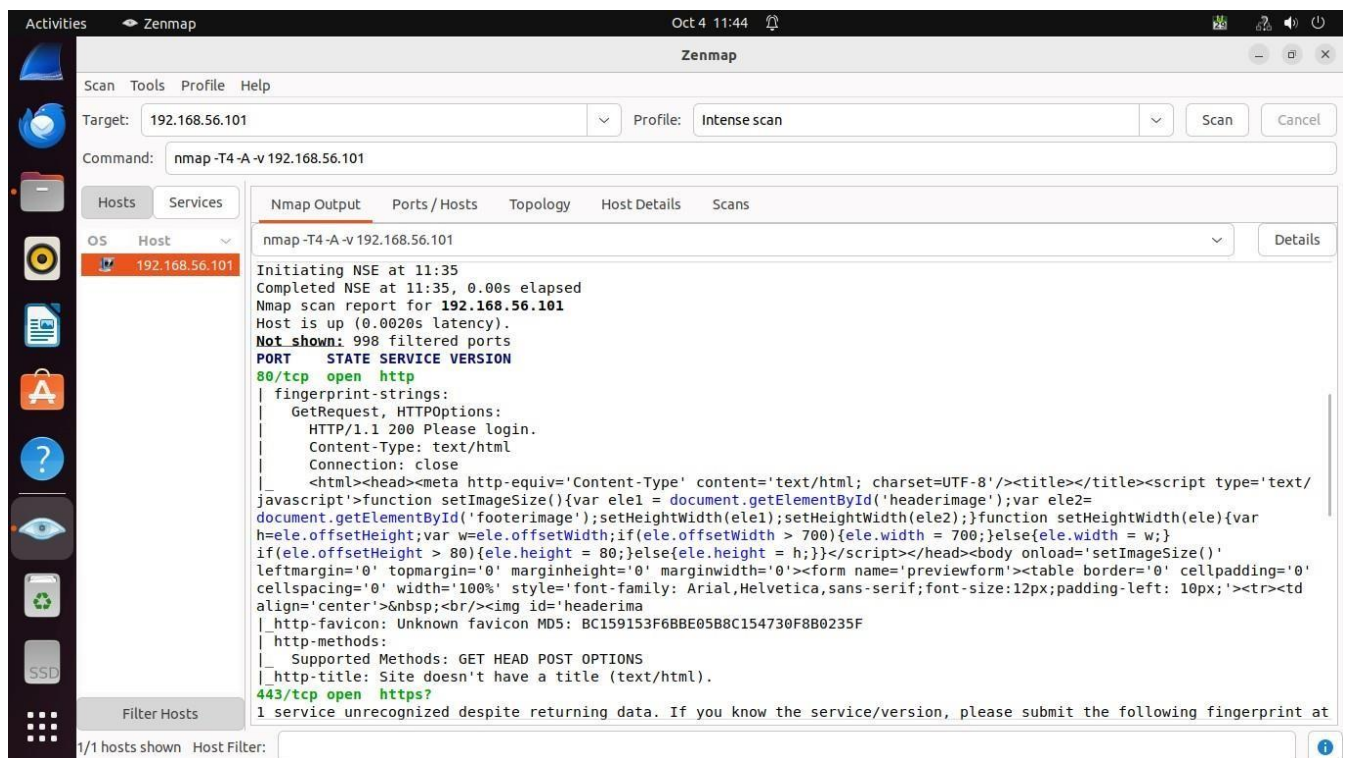 Activities Zenmap Oct 4 11:44
Zenmap
Scan Tools Profile Help
Target: 192.168.56.101 Profile: Intense scan Scan Cancel
Command: nmap -T4 -A -v 192.168.56.101
Hosts Services
Nmap Output Ports / Hosts Topology Host Details Scans
OS Host
192.168.56.101
nmap -T4 -A -v 192.168.56.101 Details
Initiating NSE at 11:35
Completed NSE at 11:35, 0.00s elapsed
Nmap scan report for 192.168.56.101
Host is up (0.0020s latency).
Not shown: 998 filtered ports
PORT STATE SERVICE VERSION
80/tcp open http
| fingerprint-strings:
| GetRequest, HTTPOptions:
| HTTP/1.1 200 Please login.
| Content-Type: text/html
| Connection: close
|_ <html><head><meta http-equiv='Content-Type' content='text/html; charset=UTF-8'/><title></title><script type='text/
javascript'>function setImageSize(){var ele1 = document.getElementById('headerimage');var ele2=
document.getElementById('footerimage');setHeightWidth(ele1);setHeightWidth(ele2);}function setHeightWidth(ele){var
h=ele.offsetHeight;var w=ele.offsetWidth;if(ele.offsetWidth > 700){ele.width = 700;}else{ele.width = w;}
if(ele.offsetHeight > 80){ele.height = 80;}else{ele.height = h;}}</script></head><body onload='setImageSize()'
leftmargin='0' topmargin='0' marginheight='0' marginwidth='0'><form name='previewform'><table border='0' cellpadding='0'
cellspacing='0' width='100%' style='font-family: Arial,Helvetica,sans-serif;font-size:12px;padding-left: 10px;'><tr><td
align='center'>&nbsp;<br/><img id='headerima
|_http-favicon: Unknown favicon MD5: BC159153F6BBE05B8C154730F8B0235F
| http-methods:
|_ Supported Methods: GET HEAD POST OPTIONS
|_http-title: Site doesn't have a title (text/html).
443/tcp open https?
1 service unrecognized despite returning data. If you know the service/version, please submit the following fingerprint at
SSD
Filter Hosts
1/1 hosts shown Host Filter: